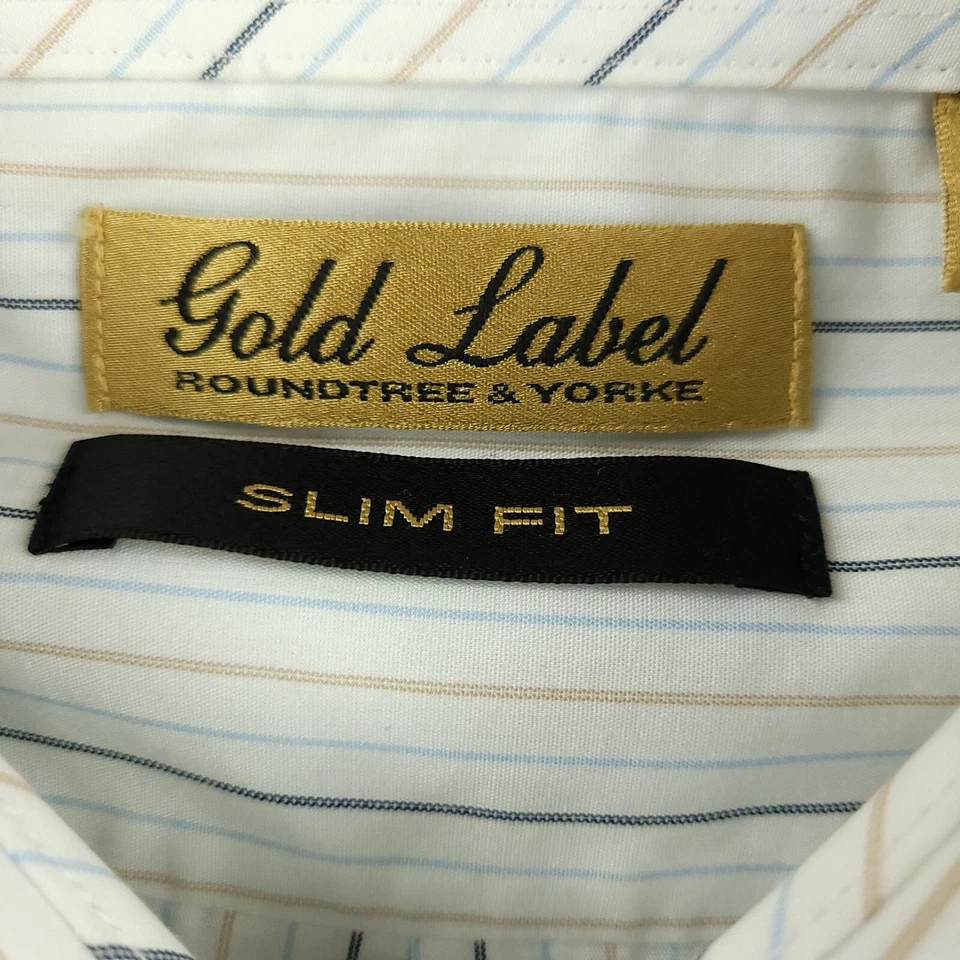 Gold Label
ROUNDTREE & YORKE
SLIM FIT